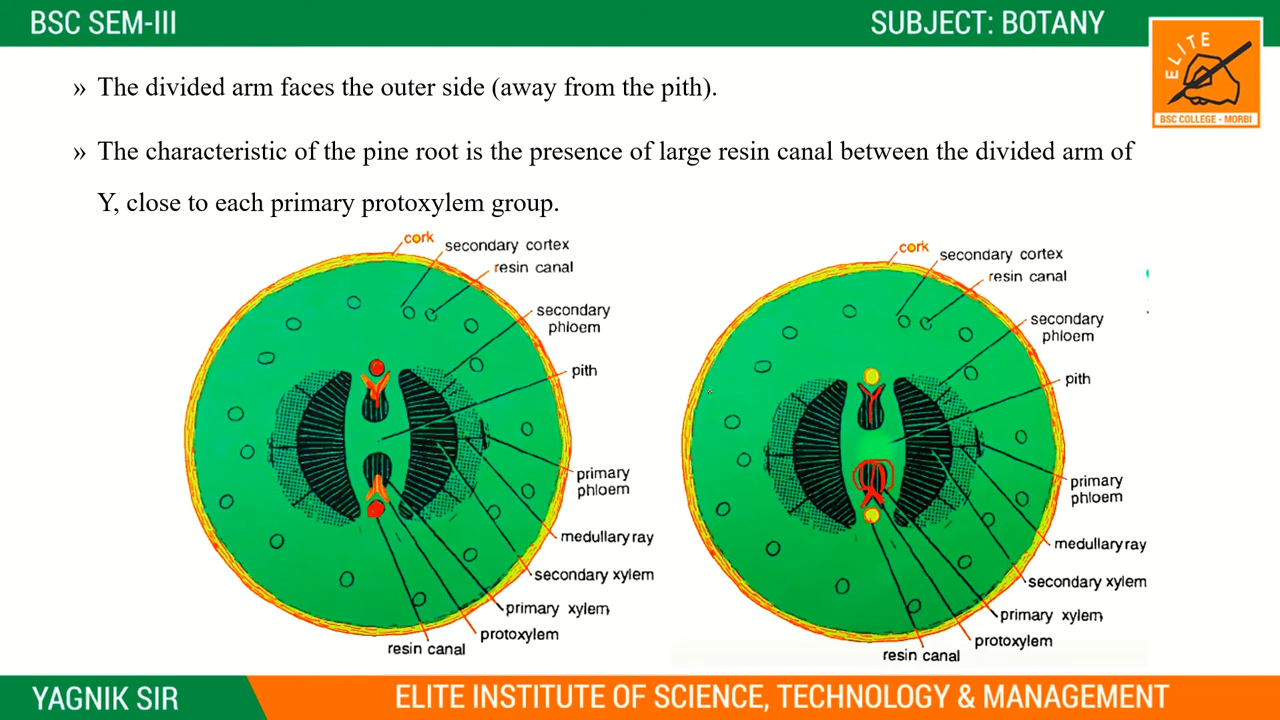 BSC SEM-III
SUBJECT: BOTANY
ELITE
BSC COLLEGE - MORBI
» The divided arm faces the outer side (away from the pith).
» The characteristic of the pine root is the presence of large resin canal between the divided arm of
Y, close to each primary protoxylem group.
cork
secondary cortex
resin canal
secondary
phloem
pith
primary
phloem
medullary ray
secondary xylem
primary xylem
protoxylem
resin canal
cork
secondary cortex
resin canal
secondary
phloem
pith
primary
phloem
medullary ray
secondary xylem
primary xylem
protoxylem
resin canal
YAGNIK SIR
ELITE INSTITUTE OF SCIENCE, TECHNOLOGY & MANAGEMENT